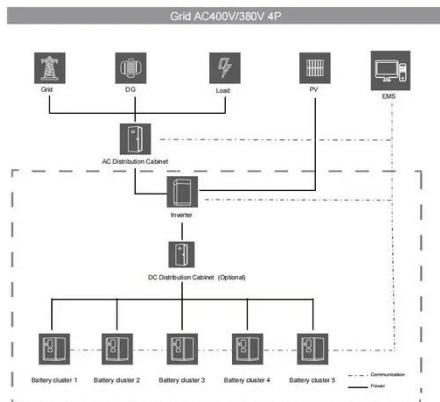 Grid AC400V/380V 4P
Grid
DG
Load
PV
EMS
AC Distribution Cabinet
Inverter
DC Distribution Cabinet (Optional)
Battery cluster 1
Battery cluster 2
Battery cluster 3
Battery cluster 4
Battery cluster 5
Communication
Power